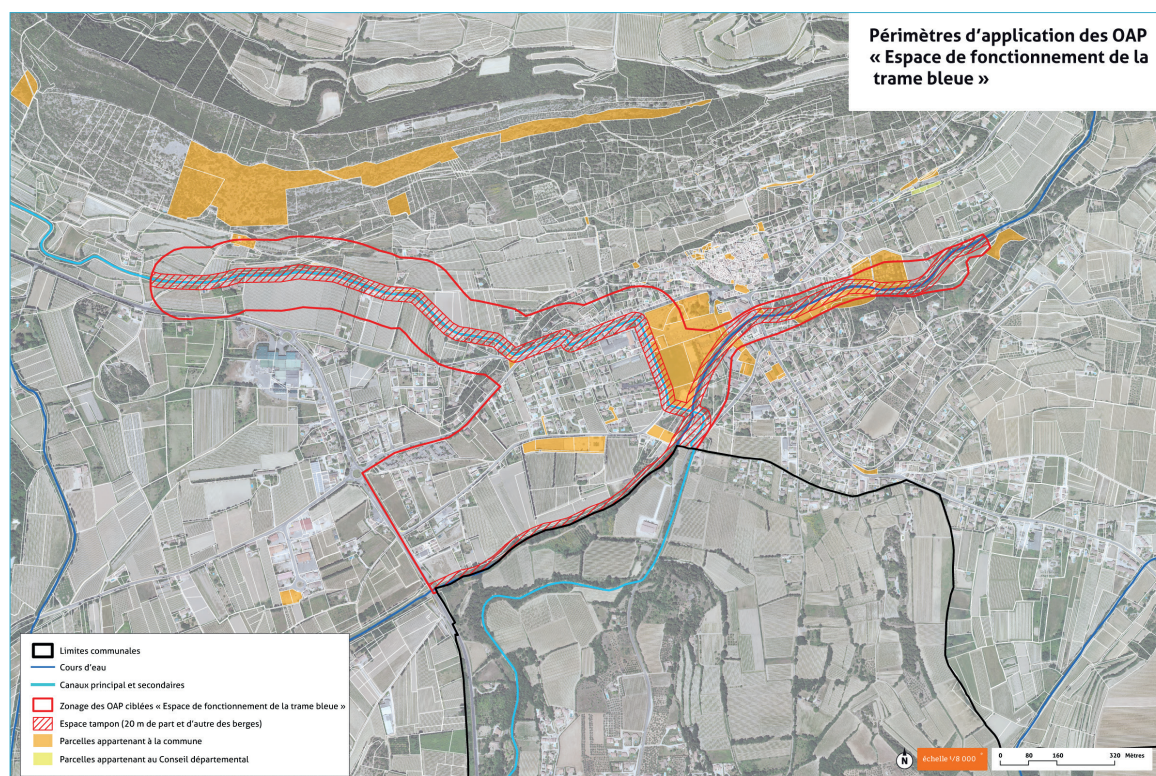 Périmètres d’application des OAP
« Espace de fonctionnement de la
trame bleue »
Limites communales
Cours d’eau
Canaux principal et secondaires
Zonage des OAP ciblées « Espace de fonctionnement de la trame bleue »
Espace tampon (20 m de part et d’autre des berges)
Parcelles appartenant à la commune
Parcelles appartenant au Conseil départemental
N
échelle 1/8 000 e
0 80 160 320 Mètres